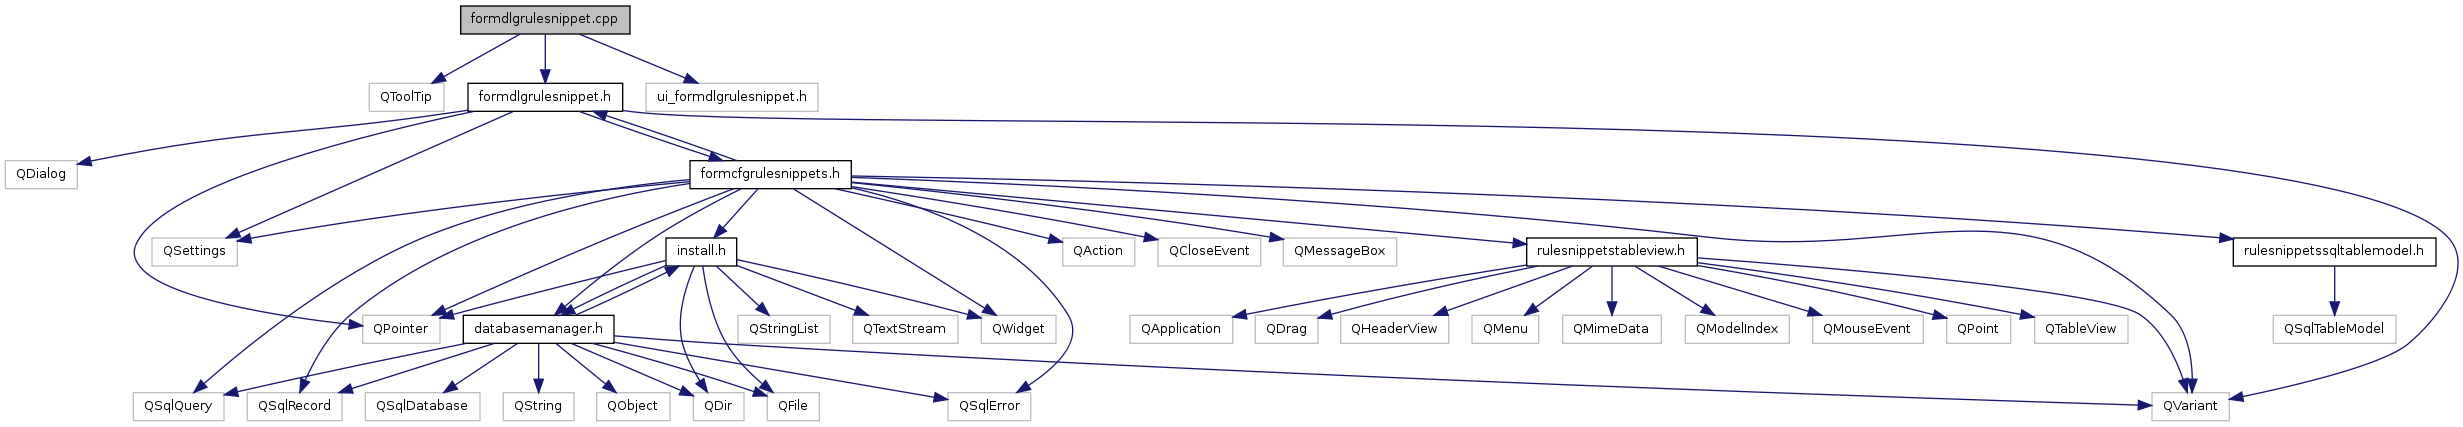 formdlgrulesnippet.cpp
QToolTip
formdlgrulesnippet.h
ui_formdlgrulesnippet.h
QDialog
formcfgrulesnippets.h
QSettings
install.h
QAction
QCloseEvent
QMessageBox
rulesnippetstableview.h
rulesnippetssqltablemodel.h
QPointer
databasemanager.h
QStringList
QTextStream
QWidget
QApplication
QDrag
QHeaderView
QMenu
QMimeData
QModelIndex
QMouseEvent
QPoint
QTableView
QSqlTableModel
QSqlQuery
QSqlRecord
QSqlDatabase
QString
QObject
QDir
QFile
QSqlError
QVariant